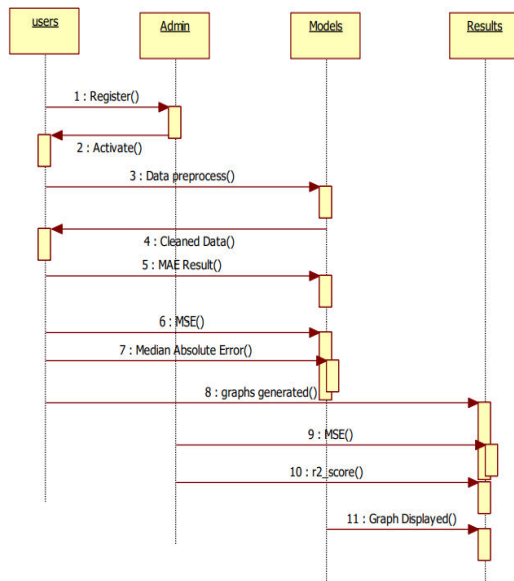 users
Admin
Models
Results
1 : Register()
2 : Activate()
3 : Data preprocess()
4 : Cleaned Data()
5 : MAE Result()
6 : MSE()
7 : Median Absolute Error()
8 : graphs generated()
9 : MSE()
10 : r2_score()
11 : Graph Displayed()